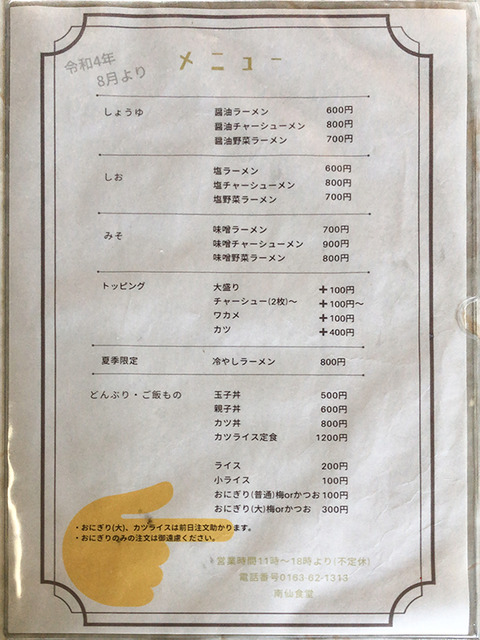 令和4年
8月より
メニュー
しょうゆ 醤油ラーメン 600円
醤油チャーシューメン 800円
醤油野菜ラーメン 700円
しお 塩ラーメン 600円
塩チャーシューメン 800円
塩野菜ラーメン 700円
みそ 味噌ラーメン 700円
味噌チャーシューメン 900円
味噌野菜ラーメン 800円
トッピング 大盛り +100円
チャーシュー(2枚)〜 +100円〜
ワカメ +100円
カツ +400円
夏季限定 冷やしラーメン 800円
どんぶり・ご飯もの 玉子丼 500円
親子丼 600円
カツ丼 800円
カツライス定食 1200円
ライス 200円
小ライス 100円
おにぎり(普通)梅orかつお 100円
おにぎり(大)梅orかつお 300円
・おにぎり(大)、カツライスは前日注文助かります。
・おにぎりのみの注文は御遠慮ください。
営業時間11時〜18時より(不定休)
電話番号0163-62-1313
南仙食堂